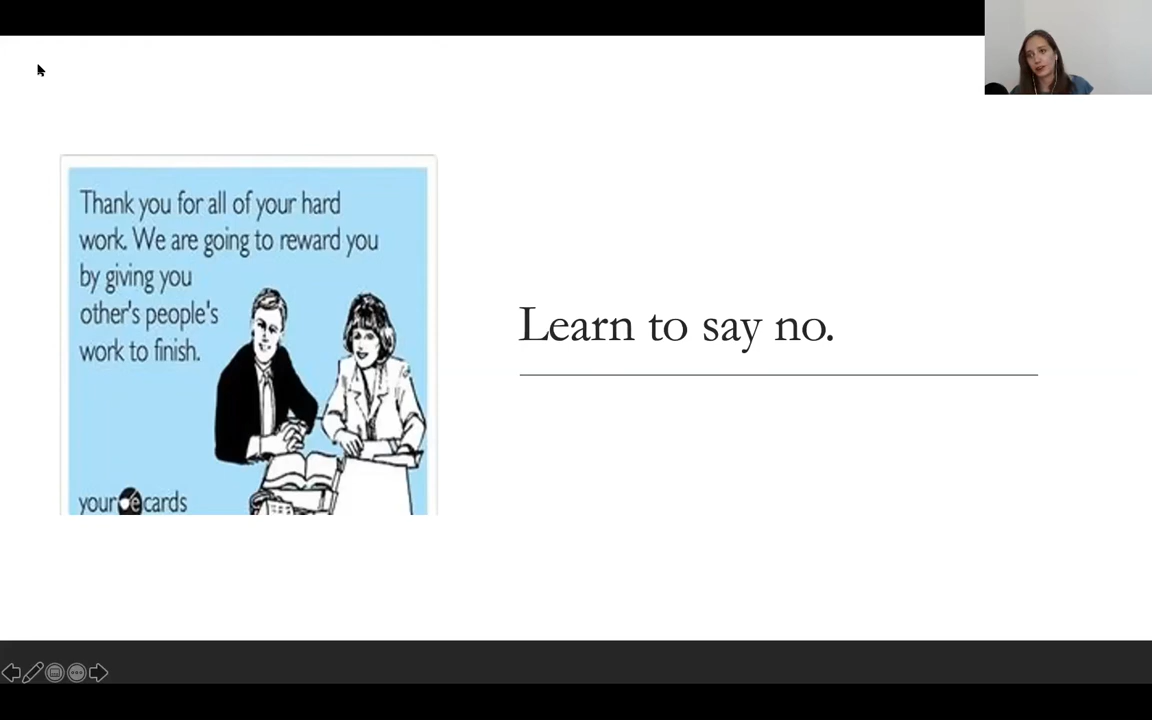 Thank you for all of your hard
work. We are going to reward you
by giving you
other's people's
work to finish.
your e cards
Learn to say no.